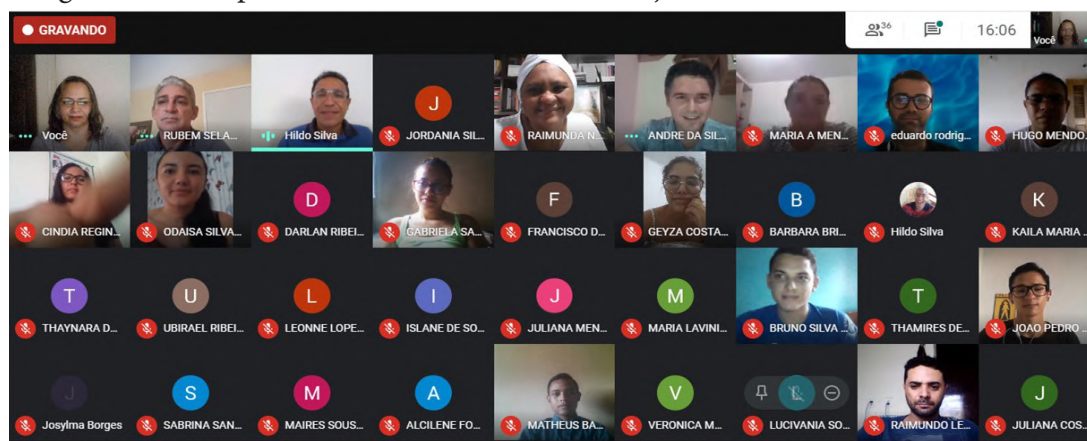 GRAVANDO
36
16:06
Você
Você
RUBEM SELA...
Hildo Silva
J
JORDANIA SIL...
RAIMUNDA N...
ANDRE DA SIL...
MARIA A MEN...
eduardo rodrig...
HUGO MENDO...
CINDIA REGIN...
ODAISA SILVA...
D
DARLAN RIBEI...
GABRIELA SA...
F
FRANCISCO D...
GEYZA COSTA...
B
BARBARA BRI...
Hildo Silva
K
KAILA MARIA ...
T
THAYNARA D...
U
UBIRAEL RIBEI...
L
LEONNE LOPE...
I
ISLANE DE SO...
J
JULIANA MEN...
M
MARIA LAVINI...
BRUNO SILVA ...
T
THAMIRES DE...
JOAO PEDRO ...
J
Josylma Borges
S
SABRINA SAN...
M
MAIRES SOUS...
A
ALCILENE FO...
MATHEUS BA...
V
VERONICA M...
LUCIVANIA SO...
RAIMUNDO LE...
J
JULIANA COS...